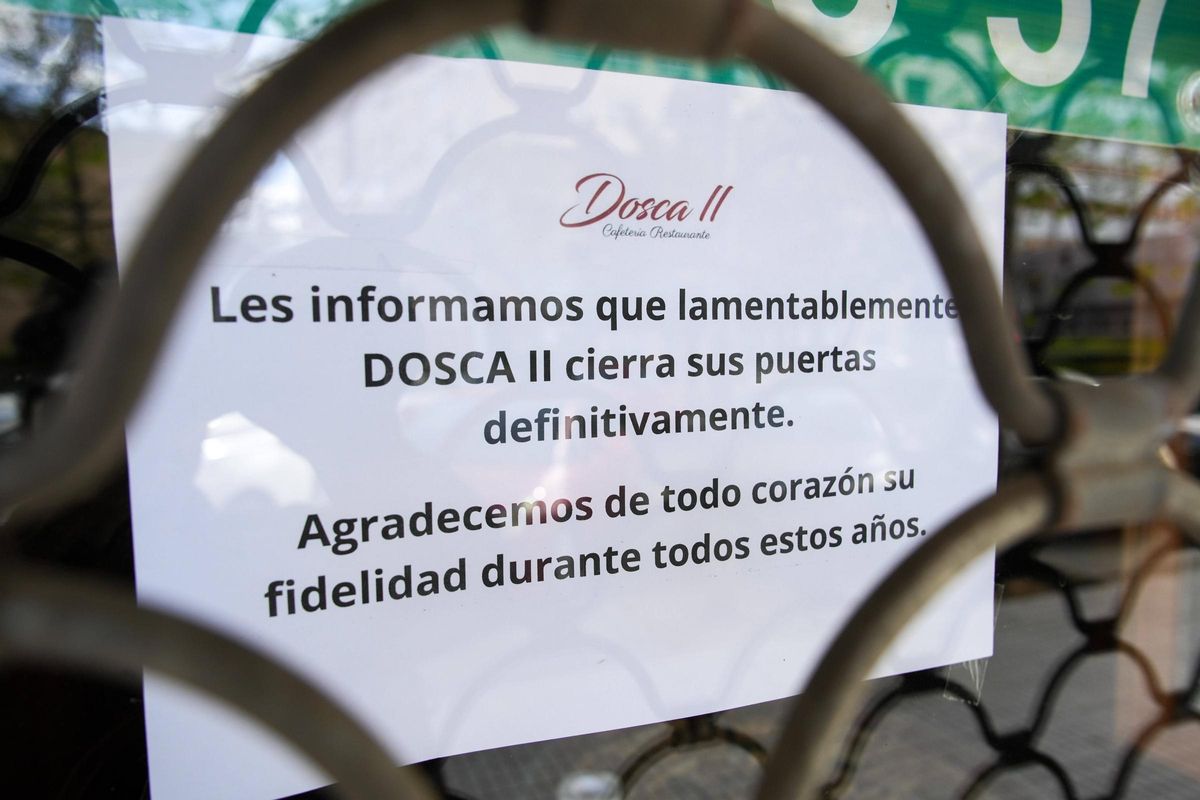 37
Dosca II
Cafetería Restaurante
Les informamos que lamentablemente
DOSCA II cierra sus puertas
definitivamente.
Agradecemos de todo corazón su
fidelidad durante todos estos años.